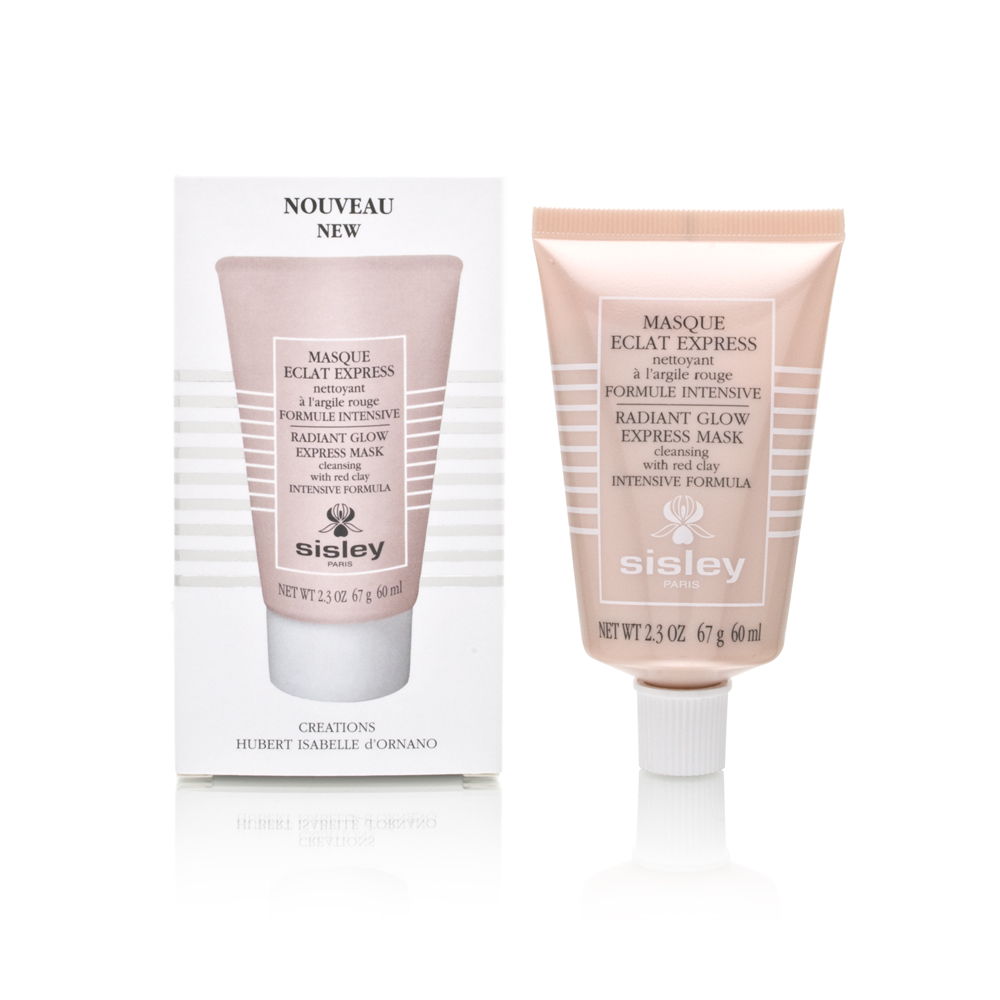 NOUVEAU
NEW
MASQUE
ECLAT EXPRESS
nettoyant
à l'argile rouge
FORMULE INTENSIVE
RADIANT GLOW
EXPRESS MASK
cleansing
with red clay
INTENSIVE FORMULA
sisley
PARIS
NET WT 2.3 OZ 67 g 60 ml
CREATIONS
HUBERT ISABELLE d'ORNANO
MASQUE
ECLAT EXPRESS
nettoyant
à l'argile rouge
FORMULE INTENSIVE
RADIANT GLOW
EXPRESS MASK
cleansing
with red clay
INTENSIVE FORMULA
sisley
PARIS
NET WT 2.3 OZ 67 g 60 ml